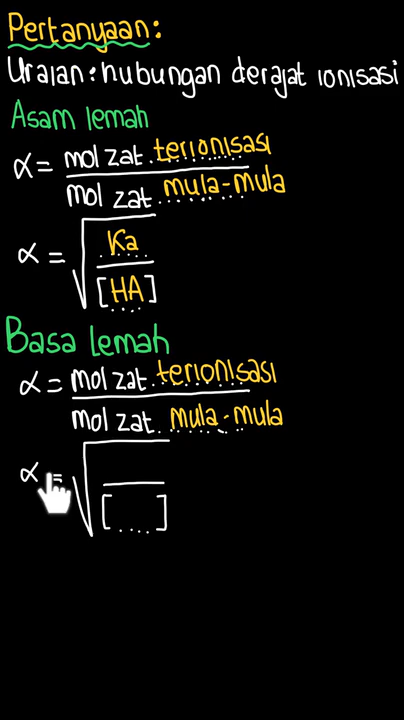 Pertanyaan:
Uraian: hubungan derajat ionisasi
Asam lemah
α = mol zat terionisasi
mol zat mula-mula
α = √ Ka
[HA]
Basa lemah
α = mol zat terionisasi
mol zat mula-mula
α = √
[....]